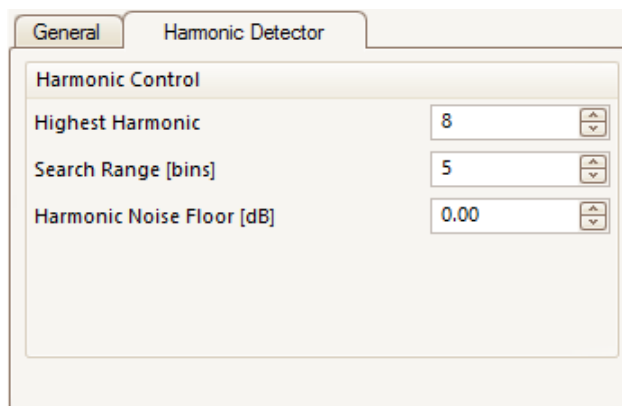 General Harmonic Detector
Harmonic Control
Highest Harmonic 8
Search Range [bins] 5
Harmonic Noise Floor [dB] 0.00